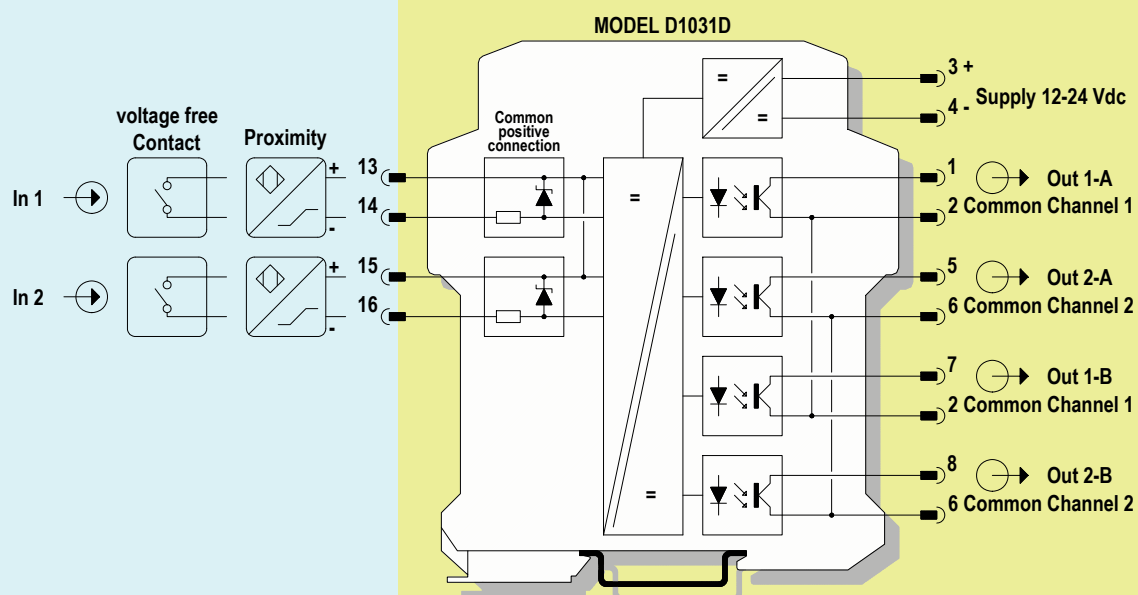 MODEL D1031D
3 +
4 -
Supply 12-24 Vdc
voltage free
Contact
Proximity
Common
positive
connection
In 1
+
-
13
14
=
=
=
1
Out 1-A
2 Common Channel 1
In 2
+
-
15
16
5
Out 2-A
6 Common Channel 2
7
Out 1-B
2 Common Channel 1
=
8
Out 2-B
6 Common Channel 2